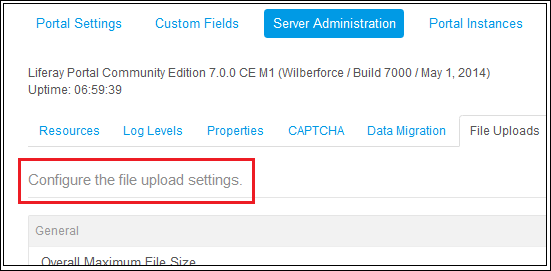 Portal Settings Custom Fields Server Administration Portal Instances
Liferay Portal Community Edition 7.0.0 CE M1 (Wilberforce / Build 7000 / May 1, 2014)
Uptime: 06:59:39
Resources Log Levels Properties CAPTCHA Data Migration File Uploads
Configure the file upload settings.
General
Overall Maximum File Size